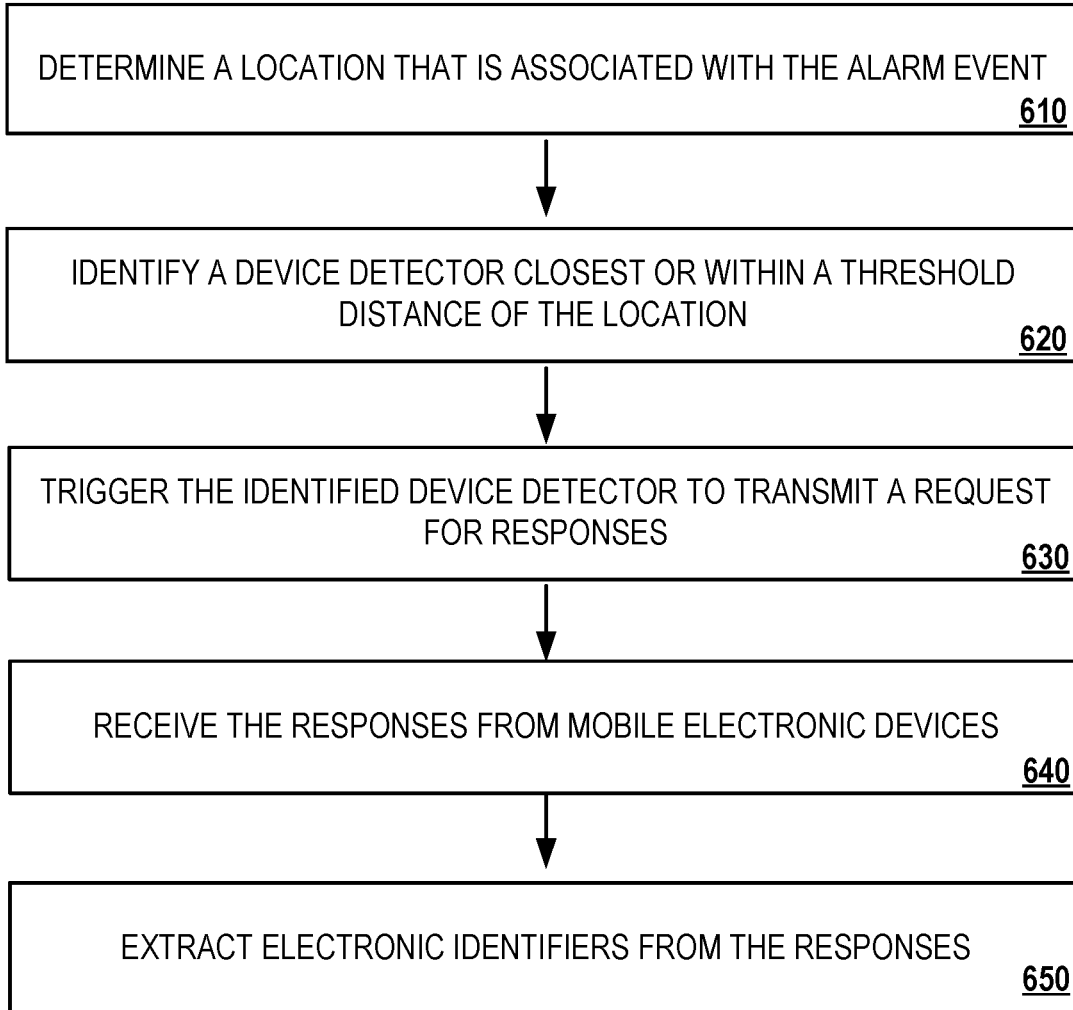 DETERMINE A LOCATION THAT IS ASSOCIATED WITH THE ALARM EVENT
610
IDENTIFY A DEVICE DETECTOR CLOSEST OR WITHIN A THRESHOLD
DISTANCE OF THE LOCATION
620
TRIGGER THE IDENTIFIED DEVICE DETECTOR TO TRANSMIT A REQUEST
FOR RESPONSES
630
RECEIVE THE RESPONSES FROM MOBILE ELECTRONIC DEVICES
640
EXTRACT ELECTRONIC IDENTIFIERS FROM THE RESPONSES
650